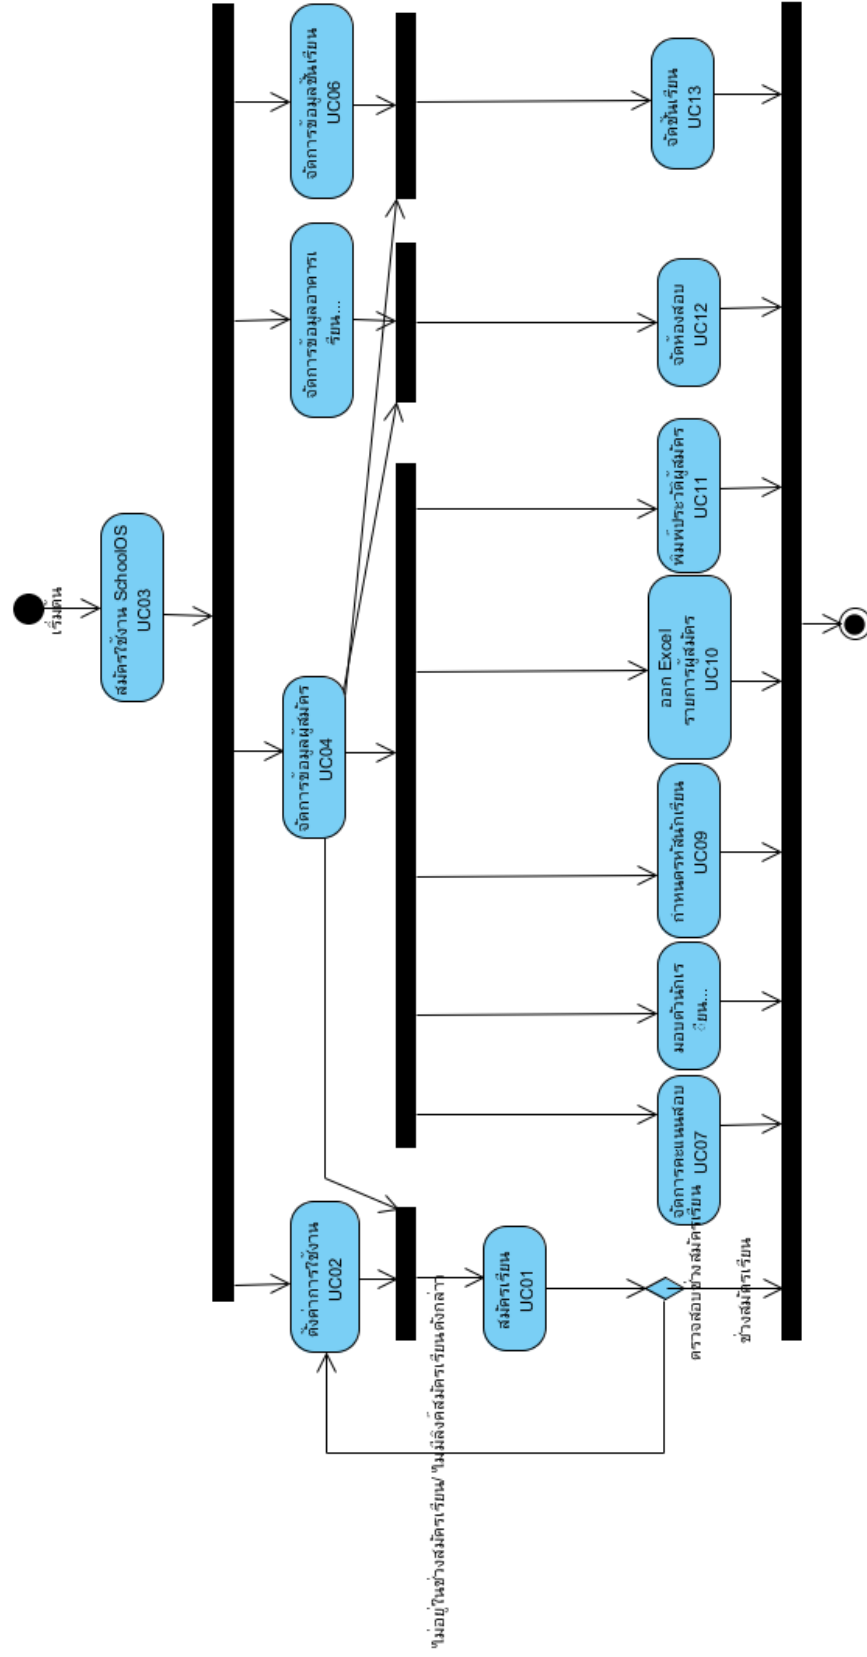 เริ่มต้น
สมัครใช้งาน SchoolOS
UC03
ตั้งค่าการใช้งาน
UC02
จัดการข้อมูลผู้สมัคร
UC04
จัดการข้อมูลอาคารเ
รียน...
จัดการข้อมูลชั้นเรียน
UC06
ไม่อยู่ในช่วงสมัครเรียน/ ไม่มีลิงค์สมัครเรียนดังกล่าว
สมัครเรียน
UC01
จัดการคะแนนสอบ
UC07
มอบตัวนักเร
ียน...
กำหนดรหัสนักเรียน
UC09
ออก Excel
รายการผู้สมัคร
UC10
พิมพ์ประวัติผู้สมัคร
UC11
จัดห้องสอบ
UC12
จัดชั้นเรียน
UC13
ตรวจสอบช่วงสมัครเรียน
ช่วงสมัครเรียน